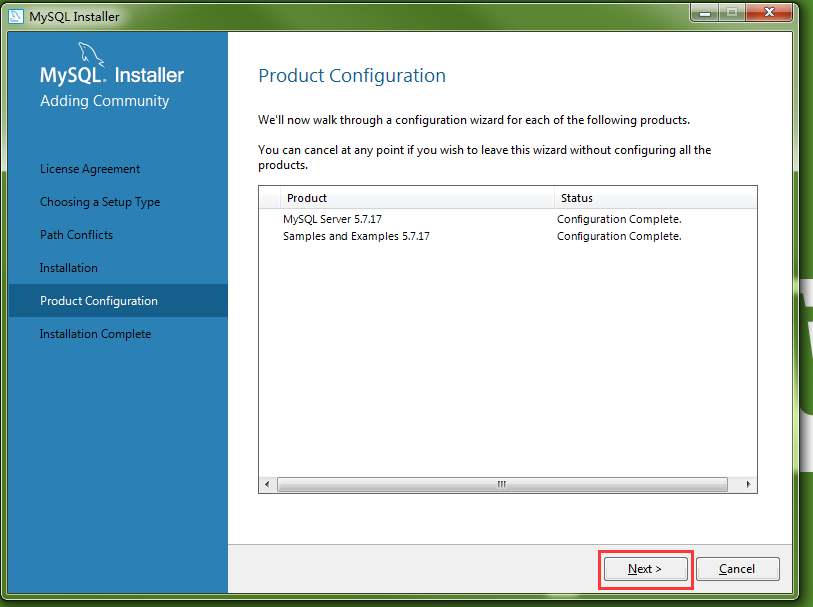 MySQL Installer
MySQL. Installer
Adding Community
License Agreement
Choosing a Setup Type
Path Conflicts
Installation
Product Configuration
Installation Complete
Product Configuration
We'll now walk through a configuration wizard for each of the following products.
You can cancel at any point if you wish to leave this wizard without configuring all the
products.
Product Status
MySQL Server 5.7.17 Configuration Complete.
Samples and Examples 5.7.17 Configuration Complete.
Next > Cancel